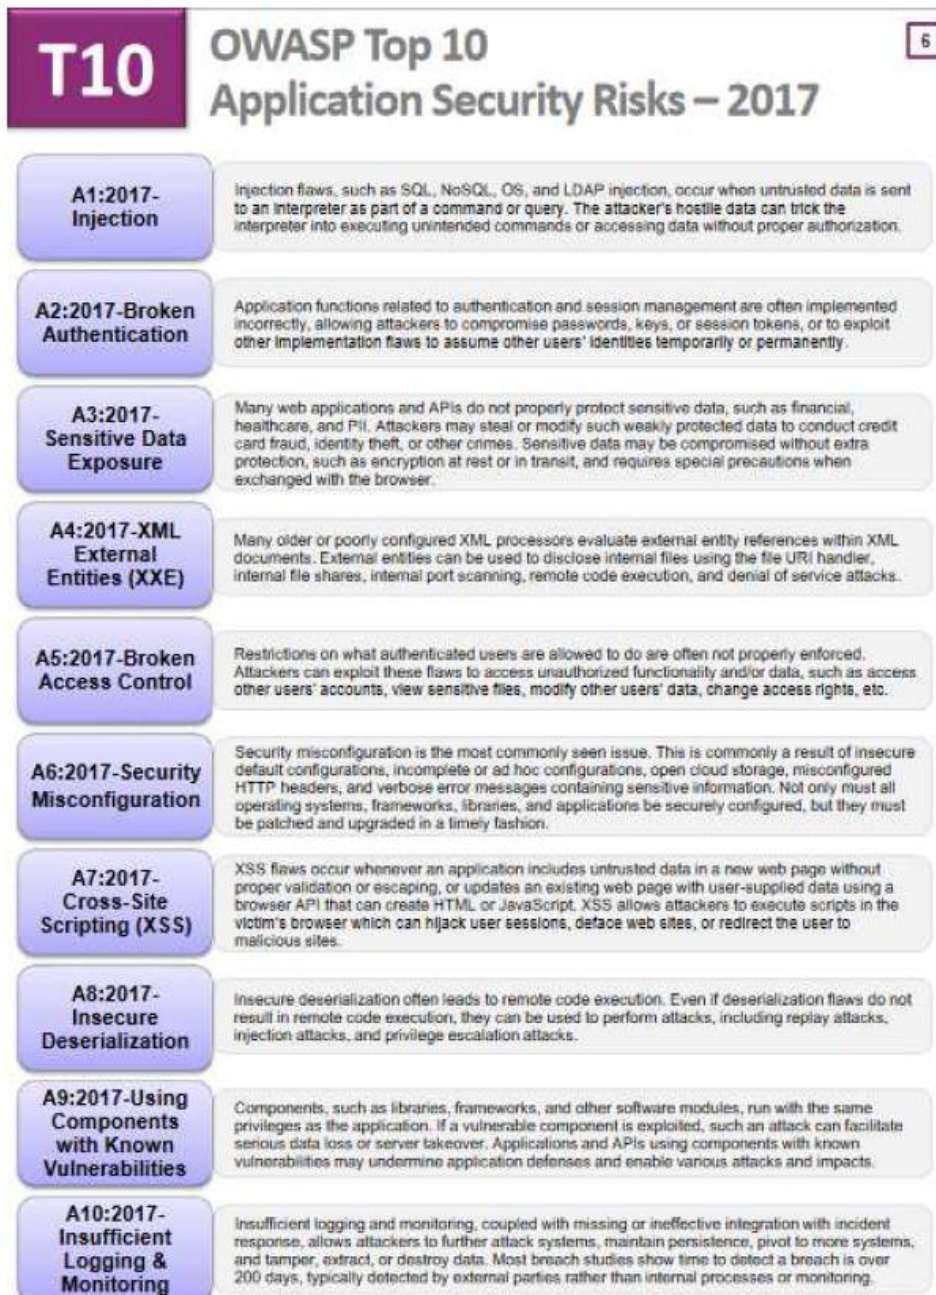 T10
OWASP Top 10
Application Security Risks – 2017
6
A1:2017-
Injection
Injection flaws, such as SQL, NoSQL, OS, and LDAP injection, occur when untrusted data is sent
to an interpreter as part of a command or query. The attacker's hostile data can trick the
interpreter into executing unintended commands or accessing data without proper authorization.
A2:2017-Broken
Authentication
Application functions related to authentication and session management are often implemented
incorrectly, allowing attackers to compromise passwords, keys, or session tokens, or to exploit
other implementation flaws to assume other users' identities temporarily or permanently.
A3:2017-
Sensitive Data
Exposure
Many web applications and APIs do not properly protect sensitive data, such as financial,
healthcare, and PII. Attackers may steal or modify such weakly protected data to conduct credit
card fraud, identity theft, or other crimes. Sensitive data may be compromised without extra
protection, such as encryption at rest or in transit, and requires special precautions when
exchanged with the browser.
A4:2017-XML
External
Entities (XXE)
Many older or poorly configured XML processors evaluate external entity references within XML
documents. External entities can be used to disclose internal files using the file URI handler,
internal file shares, internal port scanning, remote code execution, and denial of service attacks.
A5:2017-Broken
Access Control
Restrictions on what authenticated users are allowed to do are often not properly enforced.
Attackers can exploit these flaws to access unauthorized functionality and/or data, such as access
other users' accounts, view sensitive files, modify other users' data, change access rights, etc.
A6:2017-Security
Misconfiguration
Security misconfiguration is the most commonly seen issue. This is commonly a result of insecure
default configurations, incomplete or ad hoc configurations, open cloud storage, misconfigured
HTTP headers, and verbose error messages containing sensitive information. Not only must all
operating systems, frameworks, libraries, and applications be securely configured, but they must
be patched and upgraded in a timely fashion.
A7:2017-
Cross-Site
Scripting (XSS)
XSS flaws occur whenever an application includes untrusted data in a new web page without
proper validation or escaping, or updates an existing web page with user-supplied data using a
browser API that can create HTML or JavaScript. XSS allows attackers to execute scripts in the
victim's browser which can hijack user sessions, deface web sites, or redirect the user to
malicious sites.
A8:2017-
Insecure
Deserialization
Insecure deserialization often leads to remote code execution. Even if deserialization flaws do not
result in remote code execution, they can be used to perform attacks, including replay attacks,
injection attacks, and privilege escalation attacks.
A9:2017-Using
Components
with Known
Vulnerabilities
Components, such as libraries, frameworks, and other software modules, run with the same
privileges as the application. If a vulnerable component is exploited, such an attack can facilitate
serious data loss or server takeover. Applications and APIs using components with known
vulnerabilities may undermine application defenses and enable various attacks and impacts.
A10:2017-
Insufficient
Logging &
Monitoring
Insufficient logging and monitoring, coupled with missing or ineffective integration with incident
response, allows attackers to further attack systems, maintain persistence, pivot to more systems,
and tamper, extract, or destroy data. Most breach studies show time to detect a breach is over
200 days, typically detected by external parties rather than internal processes or monitoring.